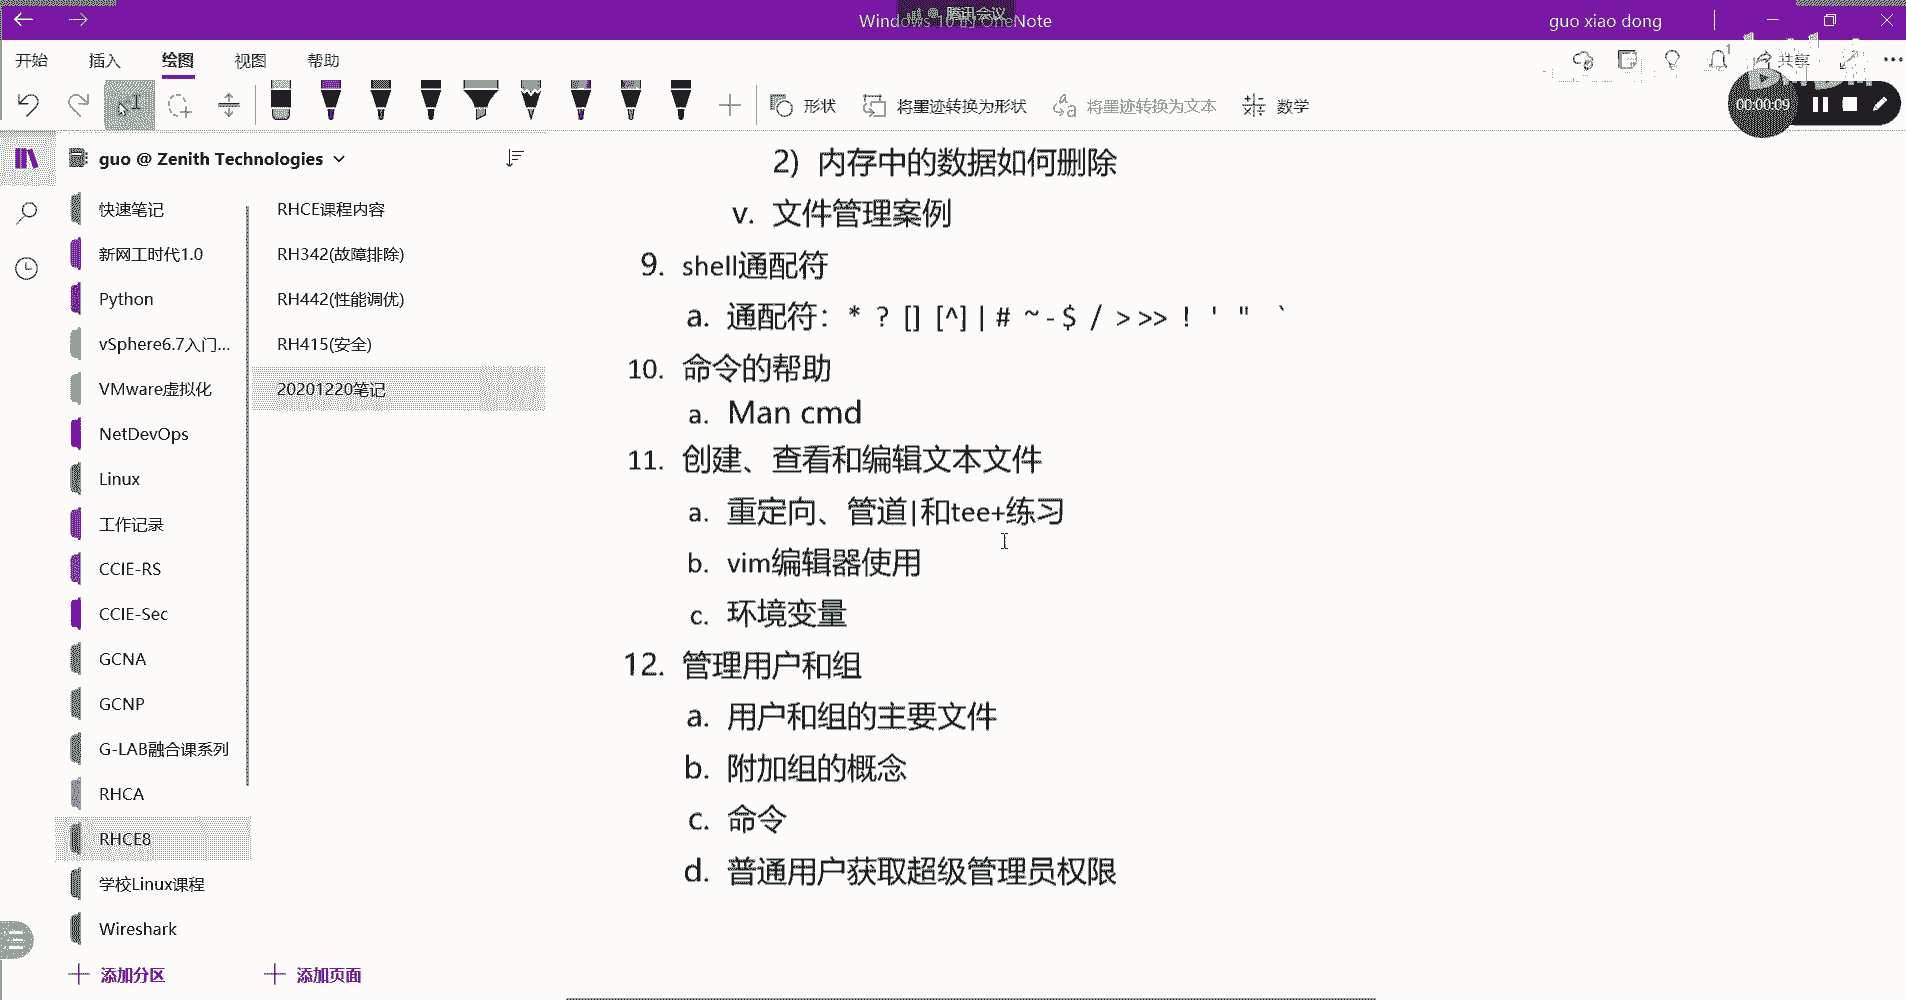 腾讯会议
Windows 10 的 OneNote
guo xiao dong
开始 插入 绘图 视图 帮助
共享
形状 将墨迹转换为形状 将墨迹转换为文本 数学
00:00:09
guo @ Zenith Technologies
快速笔记
新网工时代1.0
Python
vSphere6.7入门...
VMware虚拟化
NetDevOps
Linux
工作记录
CCIE-RS
CCIE-Sec
GCNA
GCNP
G-LAB融合课系列
RHCA
RHCE8
学校Linux课程
Wireshark
添加分区
RHCE课程内容
RH342(故障排除)
RH442(性能调优)
RH415(安全)
20201220笔记
添加页面
2) 内存中的数据如何删除
v. 文件管理案例
9. shell通配符
a. 通配符： * ? [] [^] | # ~ - $ / > >> ! ' " `
10. 命令的帮助
a. Man cmd
11. 创建、查看和编辑文本文件
a. 重定向、管道|和tee+练习
b. vim编辑器使用
c. 环境变量
12. 管理用户和组
a. 用户和组的主要文件
b. 附加组的概念
c. 命令
d. 普通用户获取超级管理员权限